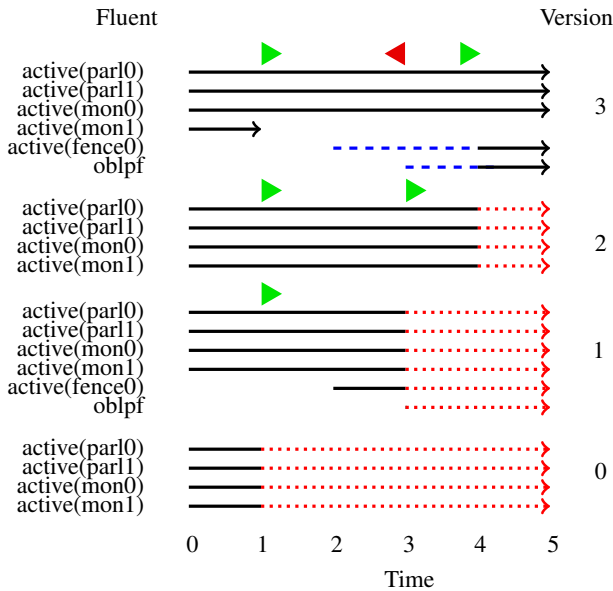 Fluent Version
active(parl0)
active(parl1)
active(mon0)
active(mon1)
active(fence0)
oblpf
3
active(parl0)
active(parl1)
active(mon0)
active(mon1)
2
active(parl0)
active(parl1)
active(mon0)
active(mon1)
active(fence0)
oblpf
1
active(parl0)
active(parl1)
active(mon0)
active(mon1)
0
0 1 2 3 4 5
Time